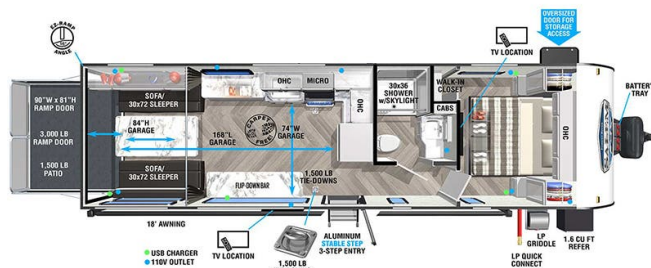 EZ-RAMP
ANGLE
OVERSIZED
DOOR FOR
STORAGE
ACCESS
TV LOCATION
OHC
MICRO
30x36
SHOWER
w/SKYLIGHT
WALK-IN
CLOSET
CABS
OHC
OHC
BATTERY
TRAY
SOFA/
30x72 SLEEPER
90"W x 81"H
RAMP DOOR
3,000 LB
RAMP DOOR
1,500 LB
PATIO
84"H
GARAGE
168"L
GARAGE
CARPET
FREE
74"W
GARAGE
SOFA/
30x72 SLEEPER
FLIP-DOWN BAR
1,500 LB
TIE-DOWNS
18' AWNING
USB CHARGER
110V OUTLET
TV LOCATION
1,500 LB
ALUMINUM
STABLE STEP
3-STEP ENTRY
LP
GRIDDLE
1.6 CU FT
REFER
LP QUICK
CONNECT